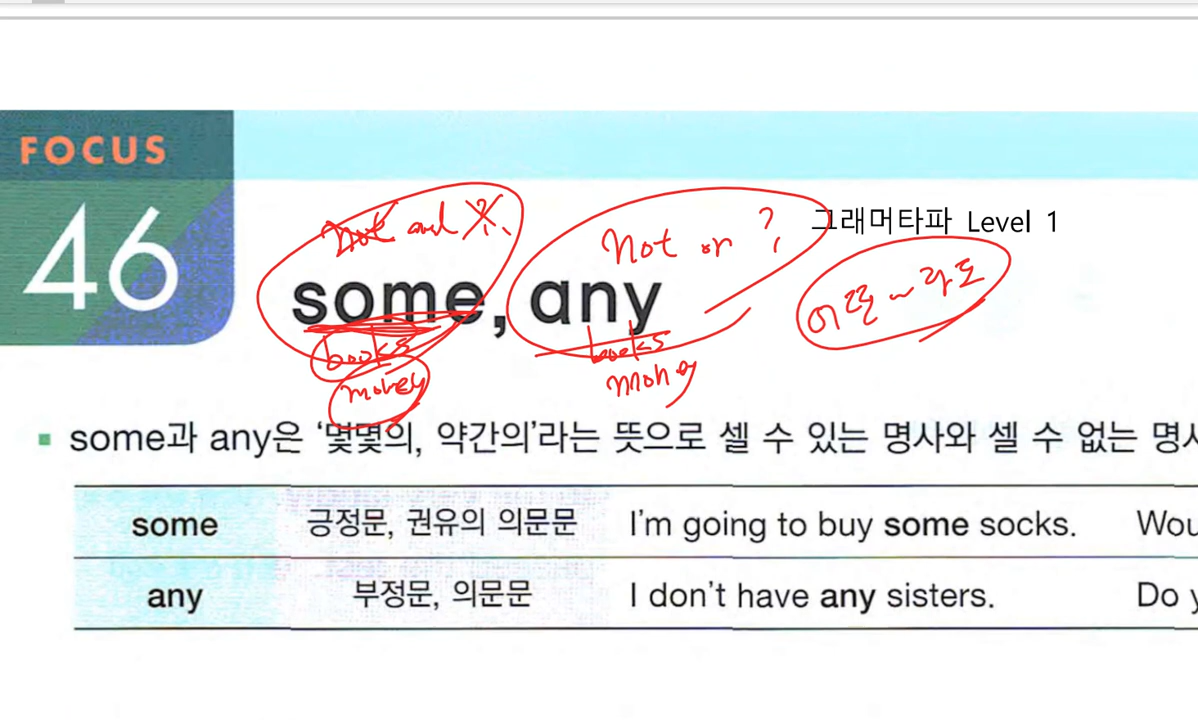 FOCUS
46
Not and ?
Not or ?
그래머타파 Level 1
some, any
이떤~라도
books
money
books
money
some과 any은 ‘몇몇의, 약간의’라는 뜻으로 셀 수 있는 명사와 셀 수 없는 명사
some 긍정문, 권유의 의문문 I'm going to buy some socks. Wou
any 부정문, 의문문 I don't have any sisters. Do y